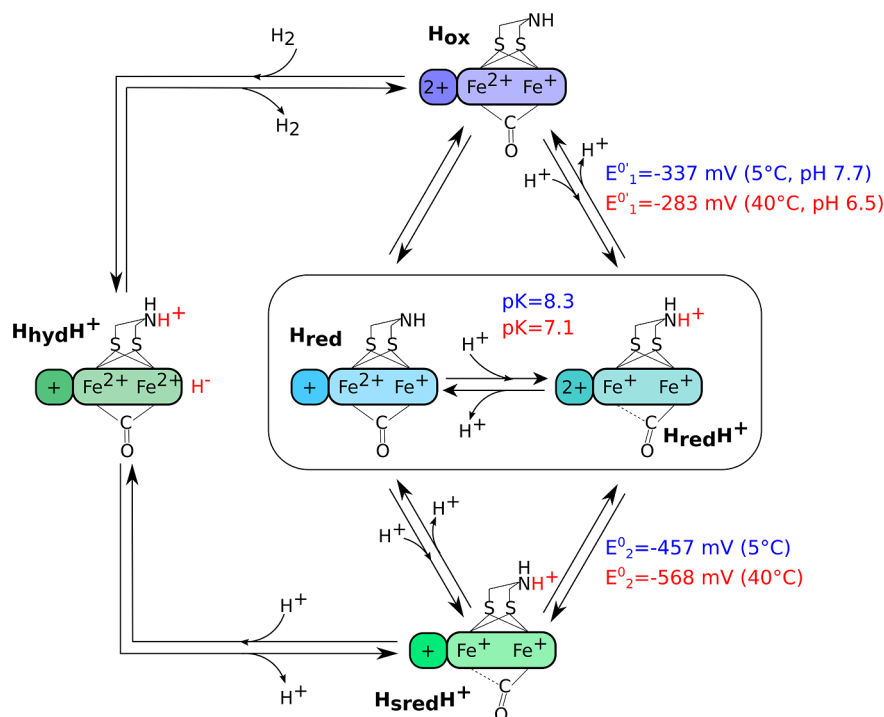 H2
H2
Hox
NH
S S
2+ Fe2+ Fe+
C
O
H+
H+
E0'1=-337 mV (5°C, pH 7.7)
E0'1=-283 mV (40°C, pH 6.5)
HhydH+
H
NH+
S S
+ Fe2+ Fe2+ H-
C
O
Hred
NH
S S
+ Fe2+ Fe+
C
O
pK=8.3
pK=7.1
H+
H+
H
NH+
S S
2+ Fe+ Fe+
C
O
HredH+
H+
H+
E02=-457 mV (5°C)
E02=-568 mV (40°C)
H+
H+
H
NH+
S S
+ Fe+ Fe+
C
O
HsredH+